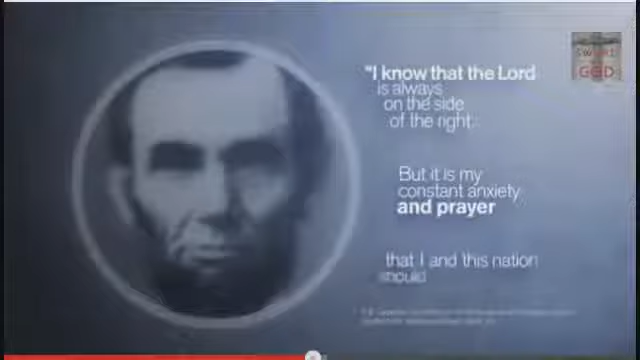 "I know that the Lord
is always
on the side
of the right.
But it is my
constant anxiety
and prayer
that I and this nation
should
GOD